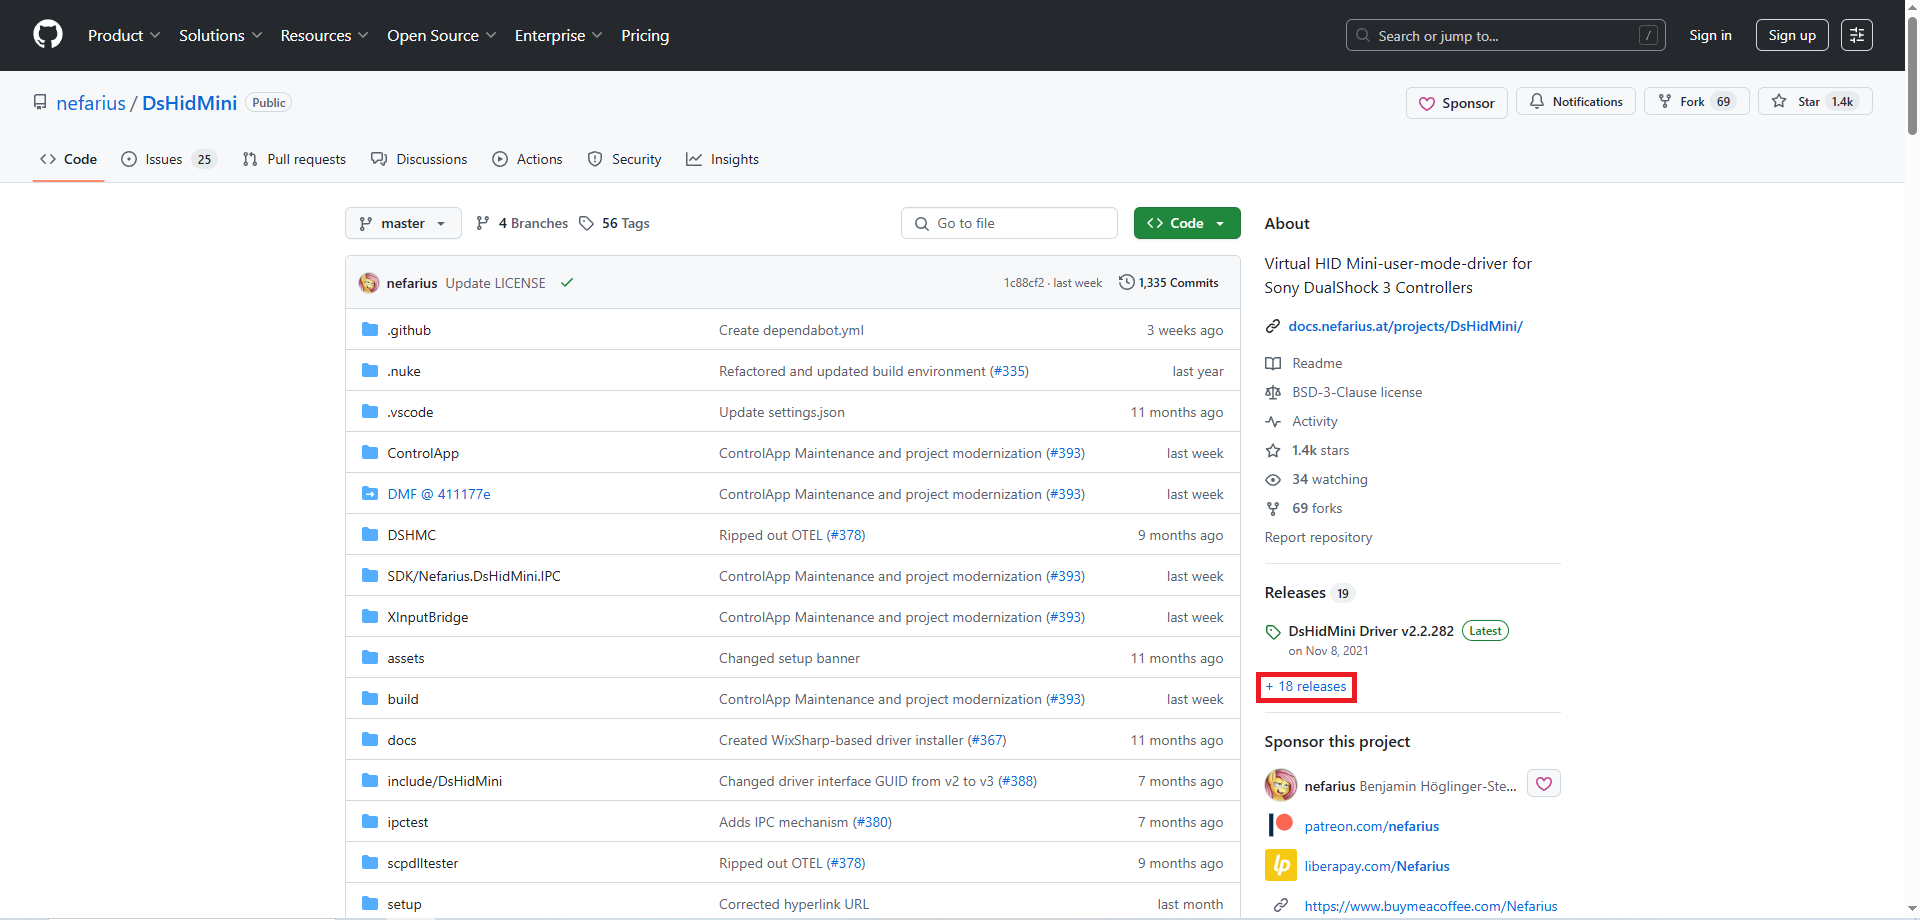 Product Solutions Resources Open Source Enterprise Pricing Search or jump to... / Sign in Sign up
nefarius / DsHidMini Public Sponsor Notifications Fork 69 Star 1.4k
Code Issues 25 Pull requests Discussions Actions Security Insights
master 4 Branches 56 Tags Go to file Code
nefarius Update LICENSE 1c88cf2 · last week 1,335 Commits
.github Create dependabot.yml 3 weeks ago
.nuke Refactored and updated build environment (#335) last year
.vscode Update settings.json 11 months ago
ControlApp ControlApp Maintenance and project modernization (#393) last week
DMF @ 411177e ControlApp Maintenance and project modernization (#393) last week
DSHMC Ripped out OTEL (#378) 9 months ago
SDK/Nefarius.DsHidMini.IPC ControlApp Maintenance and project modernization (#393) last week
XInputBridge ControlApp Maintenance and project modernization (#393) last week
assets Changed setup banner 11 months ago
build ControlApp Maintenance and project modernization (#393) last week
docs Created WixSharp-based driver installer (#367) 11 months ago
include/DsHidMini Changed driver interface GUID from v2 to v3 (#388) 7 months ago
ipctest Adds IPC mechanism (#380) 7 months ago
scpdlltester Ripped out OTEL (#378) 9 months ago
setup Corrected hyperlink URL last month
About
Virtual HID Mini-user-mode-driver for
Sony DualShock 3 Controllers
docs.nefarius.at/projects/DsHidMini/
Readme
BSD-3-Clause license
Activity
1.4k stars
34 watching
69 forks
Report repository
Releases 19
DsHidMini Driver v2.2.282 Latest
on Nov 8, 2021
+ 18 releases
Sponsor this project
nefarius Benjamin Höglinger-Ste...
patreon.com/nefarius
lp liberapay.com/Nefarius
https://www.buymeacoffee.com/Nefarius